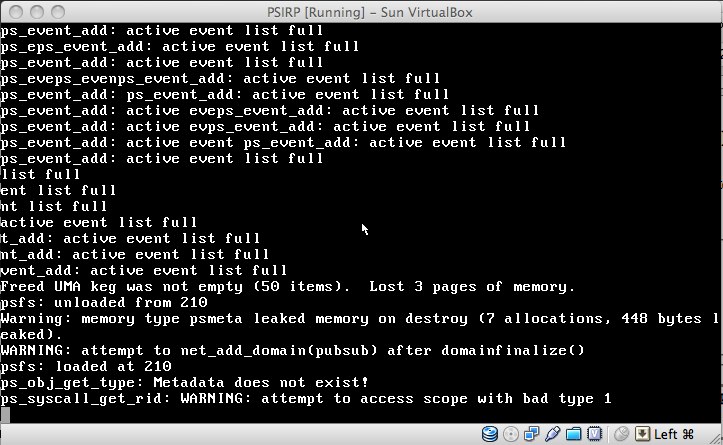 PSIRP [Running] – Sun VirtualBox
ps_event_add: active event list full
ps_eps_event_add: active event list full
ps_event_add: active event list full
ps_eveps_evenps_event_add: active event list full
ps_event_add: ps_event_add: active event list full
ps_event_add: active eveps_event_add: active event list full
ps_event_add: active evps_event_add: active event list full
ps_event_add: active event ps_event_add: active event list full
ps_event_add: active event list full
list full
ent list full
nt list full
active event list full
t_add: active event list full
nt_add: active event list full
vent_add: active event list full
Freed UMA keg was not empty (50 items).  Lost 3 pages of memory.
psfs: unloaded from 210
Warning: memory type psmeta leaked memory on destroy (7 allocations, 448 bytes l
eaked).
WARNING: attempt to net_add_domain(pubsub) after domainfinalize()
psfs: loaded at 210
ps_obj_get_type: Metadata does not exist!
ps_syscall_get_rid: WARNING: attempt to access scope with bad type 1
Left ⌘